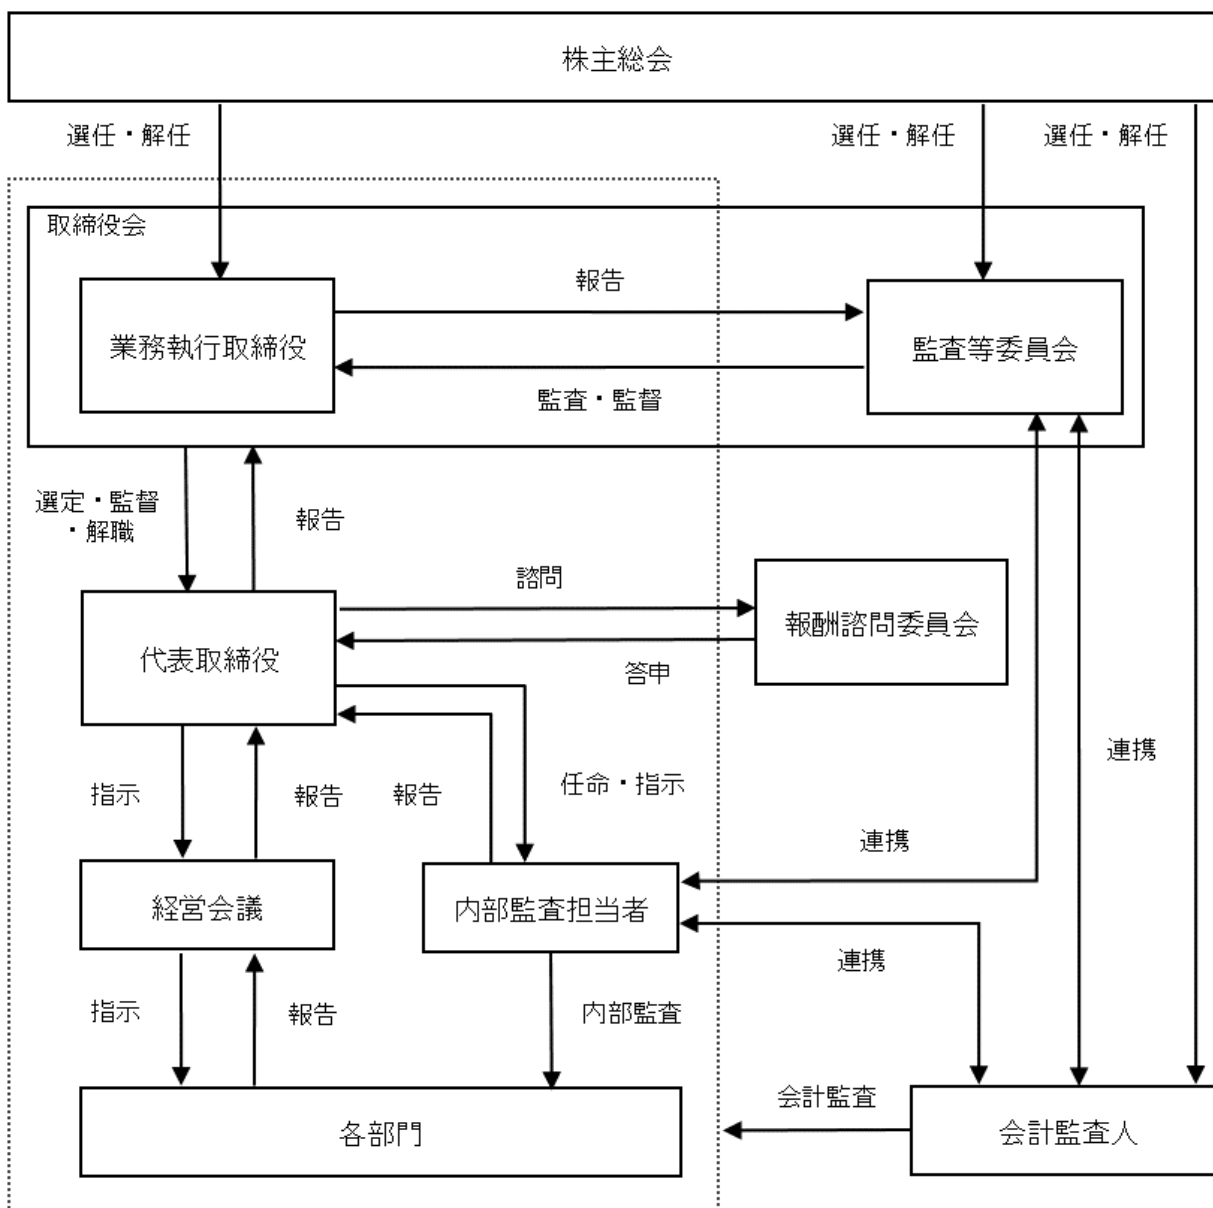 株主総会
選任・解任
選任・解任
選任・解任
取締役会
業務執行取締役
報告
監査等委員会
監査・監督
選定・監督
・解職
報告
諮問
報酬諮問委員会
代表取締役
答申
連携
指示
報告
報告
任命・指示
連携
経営会議
内部監査担当者
連携
指示
報告
内部監査
会計監査
各部門
会計監査人